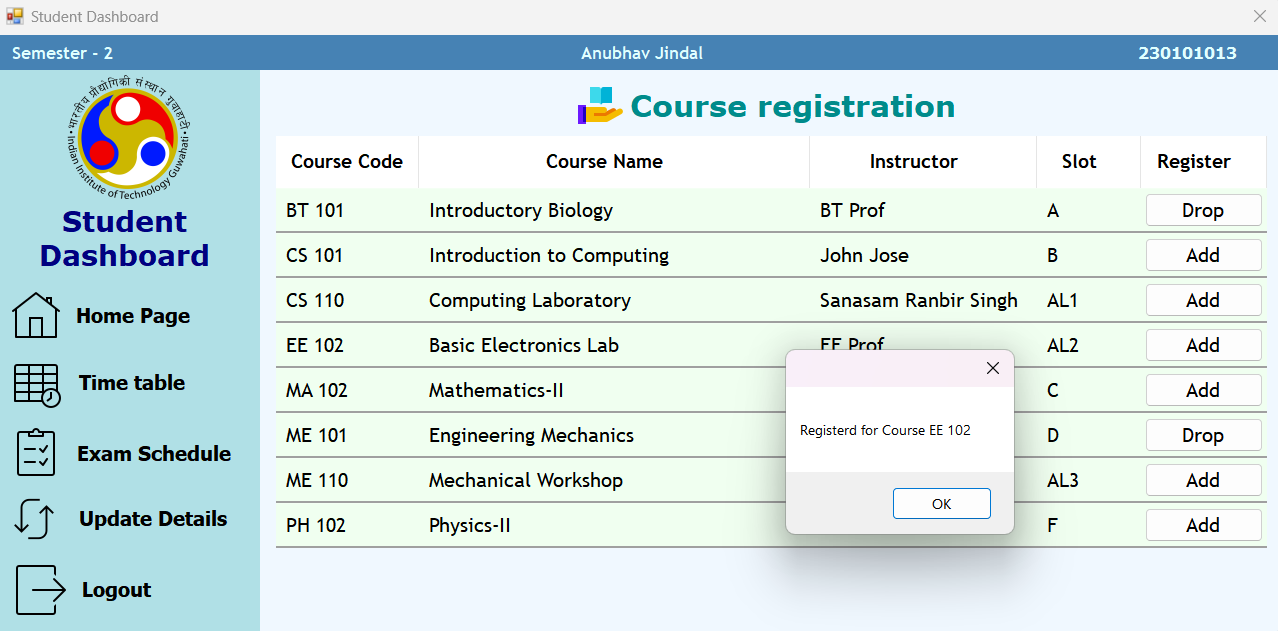 Student Dashboard
Semester - 2 Anubhav Jindal 230101013
भारतीय प्रौद्योगिकी संस्थान गुवाहाटी
Indian Institute of Technology Guwahati
Student
Dashboard
Home Page
Time table
Exam Schedule
Update Details
Logout
Course registration
Course Code Course Name Instructor Slot Register
BT 101 Introductory Biology BT Prof A Drop
CS 101 Introduction to Computing John Jose B Add
CS 110 Computing Laboratory Sanasam Ranbir Singh AL1 Add
EE 102 Basic Electronics Lab EE Prof AL2 Add
MA 102 Mathematics-II C Add
ME 101 Engineering Mechanics D Drop
ME 110 Mechanical Workshop AL3 Add
PH 102 Physics-II F Add
Registerd for Course EE 102
OK